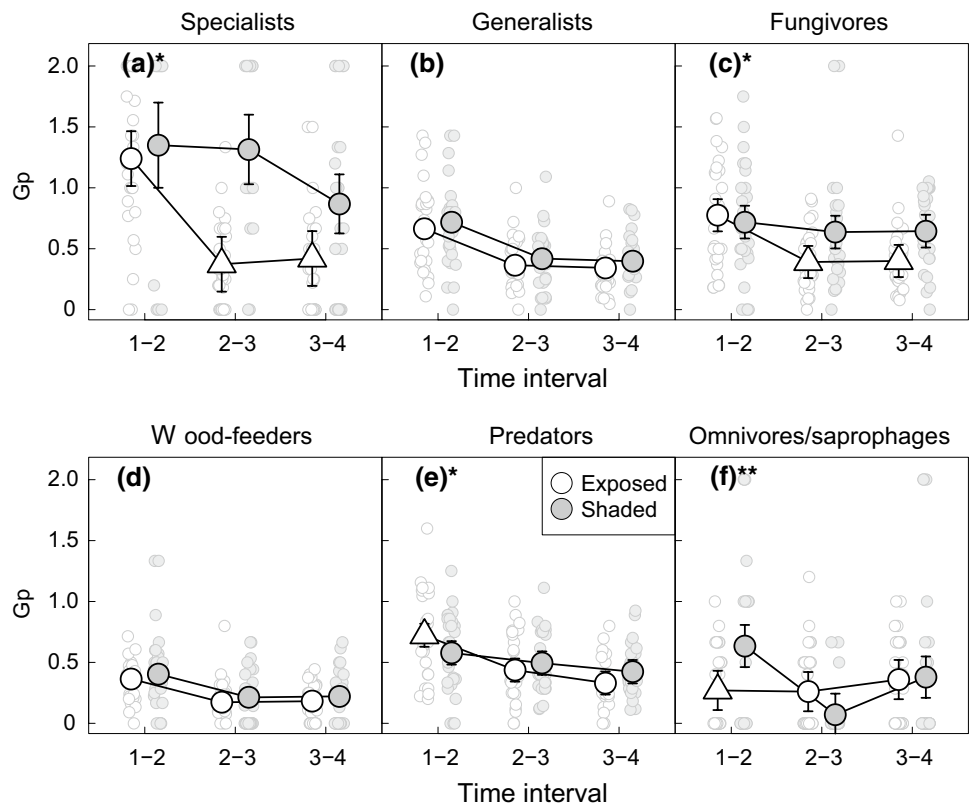 Specialists Generalists Fungivores
(a)* (b) (c)*
2.0
1.5
1.0
0.5
0
Gp
1−2 2−3 3−4 1−2 2−3 3−4 1−2 2−3 3−4
Time interval
W ood-feeders Predators Omnivores/saprophages
(d) (e)* (f)**
Exposed
Shaded
2.0
1.5
1.0
0.5
0
Gp
1−2 2−3 3−4 1−2 2−3 3−4 1−2 2−3 3−4
Time interval